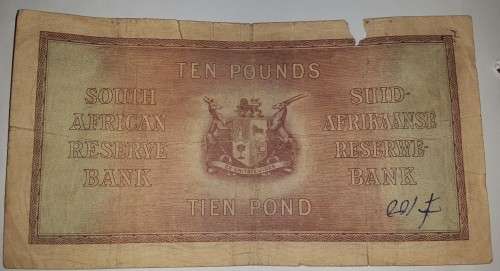 TEN POUNDS
SOUTH
AFRICAN
RESERVE
BANK
SUID-
AFRIKAANSE
RESERWE-
BANK
TIEN POND